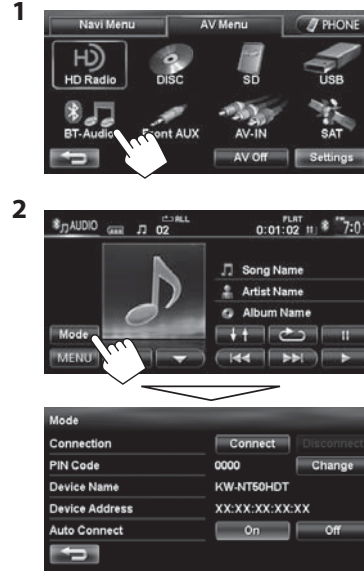 1
Navi Menu AV Menu PHONE
HD
HD Radio DISC SD USB
BT-Audio Front AUX AV-IN SAT
AV Off Settings
2
AUDIO 02 ALL 0:01:02 FLAT
Song Name
Artist Name
Album Name
Mode
MENU
Mode
Connection Connect Disconnect
PIN Code 0000 Change
Device Name KW-NT50HDT
Device Address XX:XX:XX:XX:XX
Auto Connect On Off